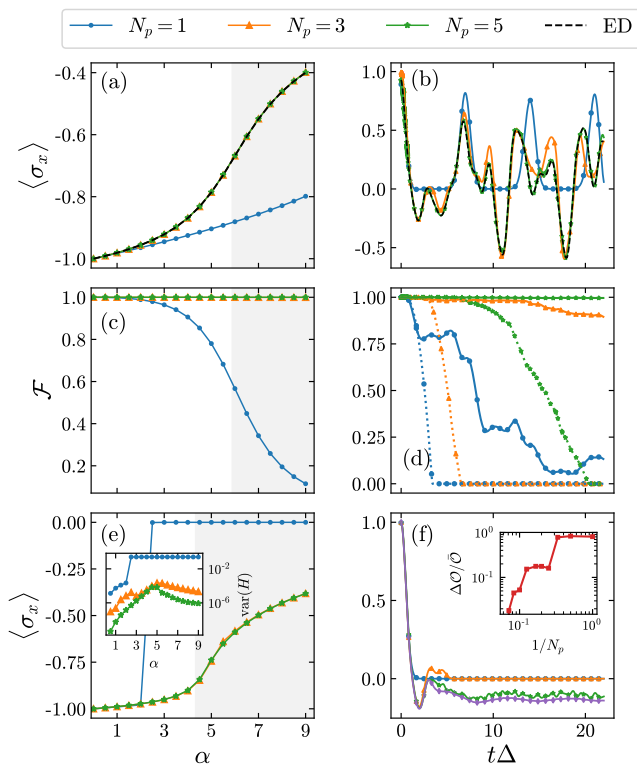 N_p = 1 N_p = 3 N_p = 5 ED
(a)
⟨σ_x⟩
-0.4
-0.6
-0.8
-1.0
(b)
1.0
0.5
0.0
-0.5
(c)
F
1.0
0.8
0.6
0.4
0.2
(d)
1.00
0.75
0.50
0.25
0.00
(e)
⟨σ_x⟩
0.00
-0.25
-0.50
-0.75
-1.00
10^-2
10^-6
var(H)
1 3 5 7 9
α
1 3 5 7 9
α
(f)
1.0
0.5
0.0
ΔO/Ō
10^0
10^-1
10^-1 10^0
1/N_p
0 10 20
tΔ